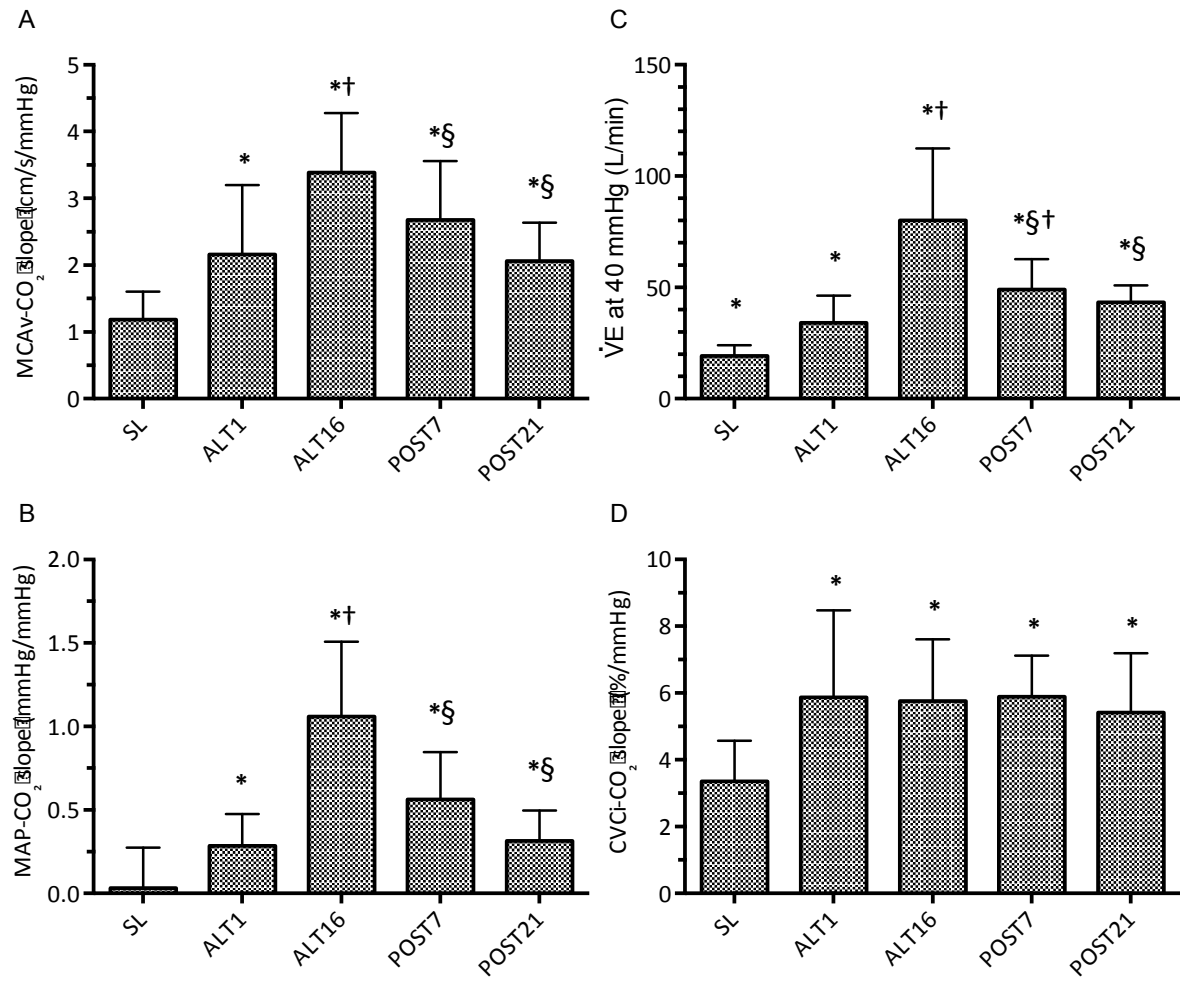 A
MCAv-CO₂ slope (cm/s/mmHg)
5
4
3
2
1
0
*
*†
*§
*§
SL
ALT1
ALT16
POST7
POST21
C
V̇E at 40 mmHg (L/min)
150
100
50
0
*
*
*†
*§†
*§
SL
ALT1
ALT16
POST7
POST21
B
MAP-CO₂ slope (mmHg/mmHg)
2.0
1.5
1.0
0.5
0.0
*
*†
*§
*§
SL
ALT1
ALT16
POST7
POST21
D
CVCi-CO₂ slope (%/mmHg)
10
8
6
4
2
0
*
*
*
*
SL
ALT1
ALT16
POST7
POST21